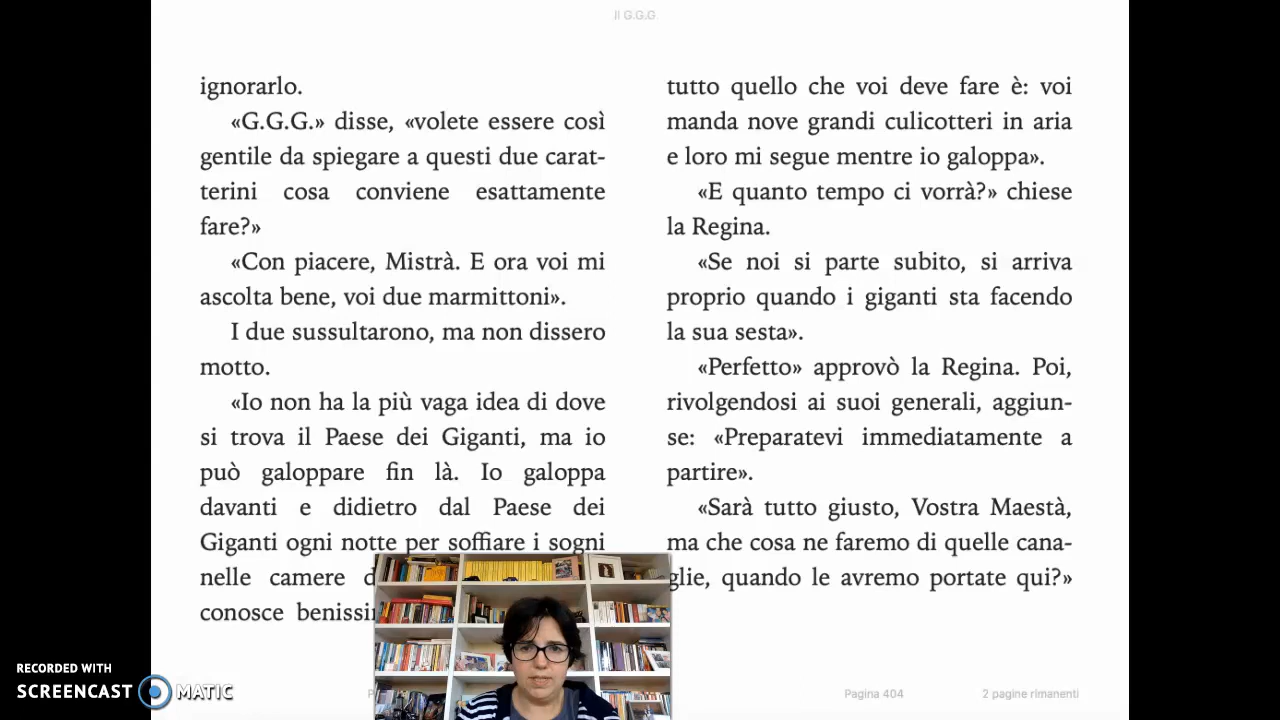 Il G.G.G.
ignorarlo.
«G.G.G.» disse, «volete essere così
gentile da spiegare a questi due carat-
terini cosa conviene esattamente
fare?»
«Con piacere, Mistrà. E ora voi mi
ascolta bene, voi due marmittoni».
I due sussultarono, ma non dissero
motto.
«Io non ha la più vaga idea di dove
si trova il Paese dei Giganti, ma io
può galoppare fin là. Io galoppa
davanti e didietro dal Paese dei
Giganti ogni notte per soffiare i sogni
nelle camere
conosce
tutto quello che voi deve fare è: voi
manda nove grandi culicotteri in aria
e loro mi segue mentre io galoppa».
«E quanto tempo ci vorrà?» chiese
la Regina.
«Se noi si parte subito, si arriva
proprio quando i giganti sta facendo
la sua sesta».
«Perfetto» approvò la Regina. Poi,
rivolgendosi ai suoi generali, aggiun-
se: «Preparatevi immediatamente a
partire».
«Sarà tutto giusto, Vostra Maestà,
ma che cosa ne faremo di quelle cana-
glie, quando le avremo portate qui?»
Pagina 404
2 pagine rimanenti
RECORDED WITH
SCREENCAST MATIC